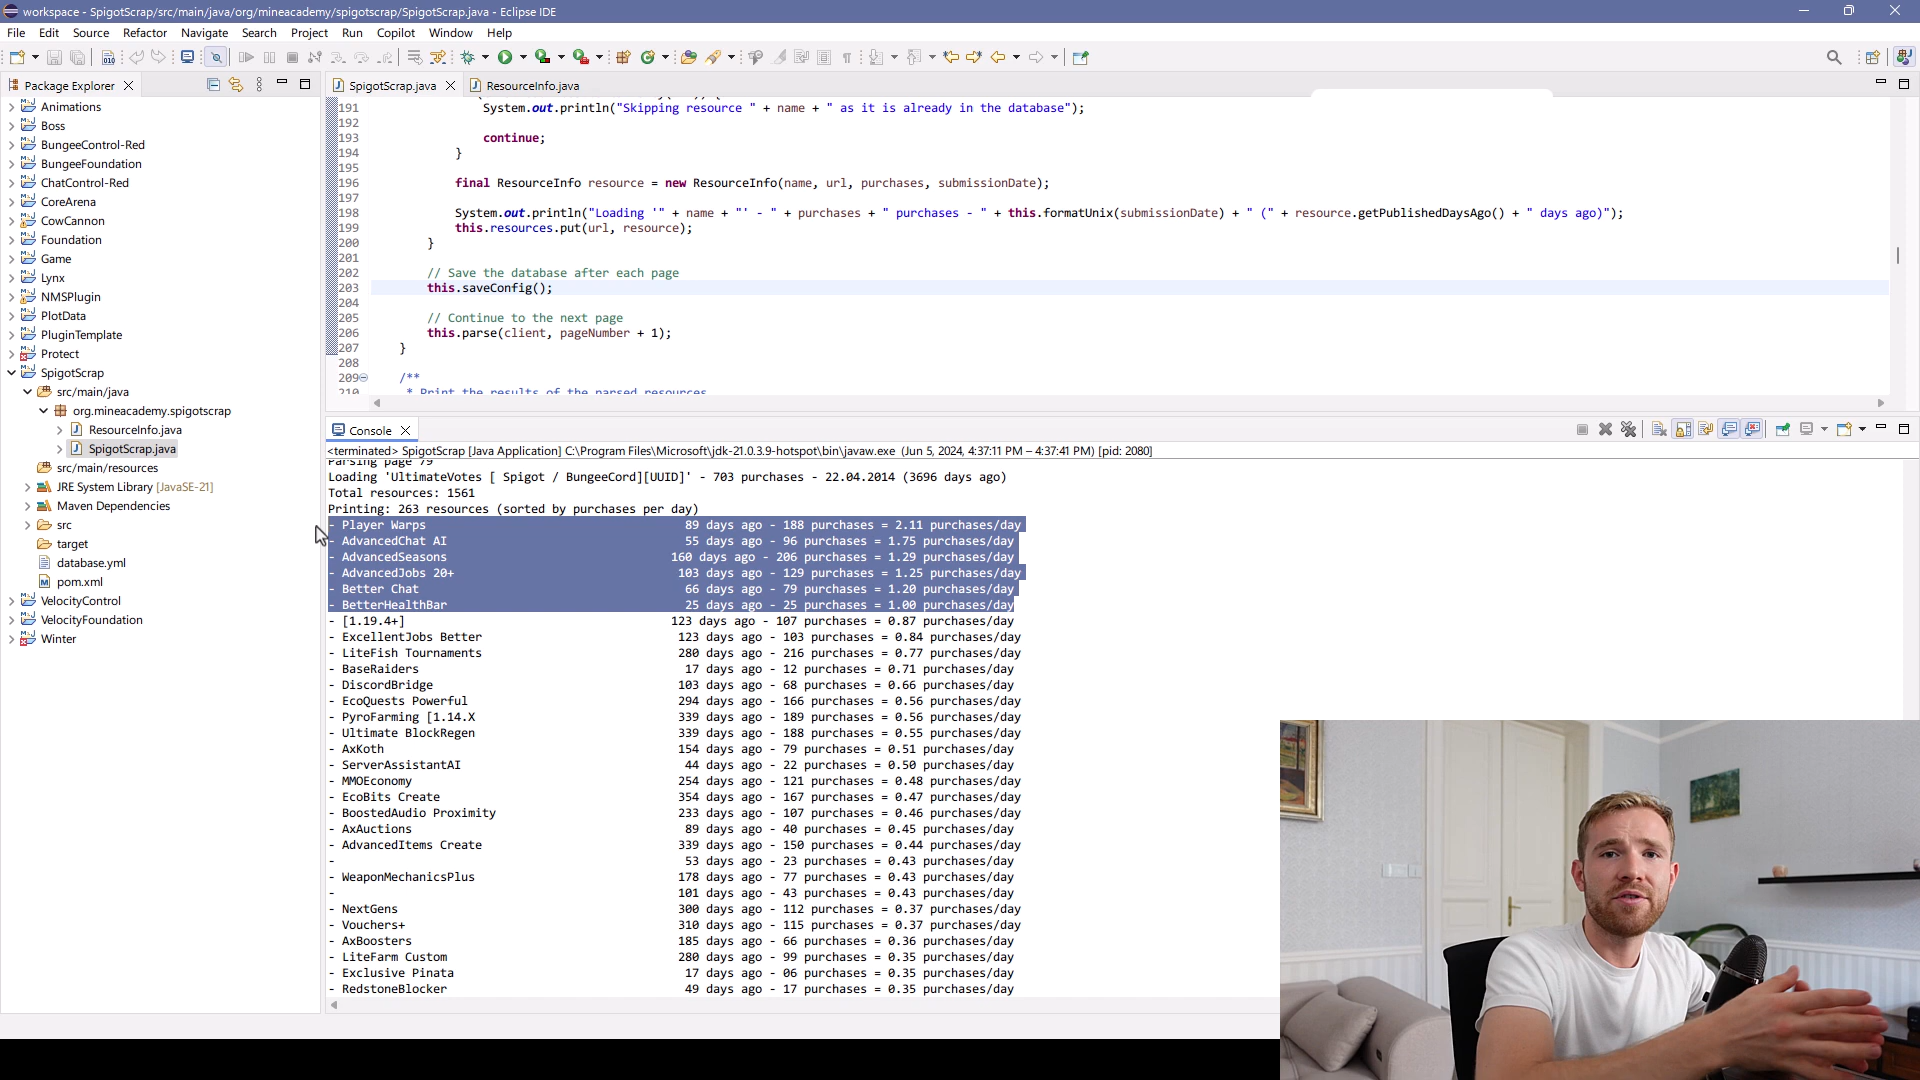 workspace - SpigotScrap/src/main/java/org/mineacademy/spigotscrap/SpigotScrap.java - Eclipse IDE
File Edit Source Refactor Navigate Search Project Run Copilot Window Help
Package Explorer
Animations
Boss
BungeeControl-Red
BungeeFoundation
ChatControl-Red
CoreArena
CowCannon
Foundation
Game
Lynx
NMSPlugin
PlotData
PluginTemplate
Protect
SpigotScrap
src/main/java
org.mineacademy.spigotscrap
ResourceInfo.java
SpigotScrap.java
src/main/resources
JRE System Library [JavaSE-21]
Maven Dependencies
src
target
database.yml
pom.xml
VelocityControl
VelocityFoundation
Winter
SpigotScrap.java
ResourceInfo.java
191 System.out.println("Skipping resource " + name + " as it is already in the database");
192
193 continue;
194 }
195
196 final ResourceInfo resource = new ResourceInfo(name, url, purchases, submissionDate);
197
198 System.out.println("Loading '" + name + "' - " + purchases + " purchases - " + this.formatUnix(submissionDate) + " (" + resource.getPublishedDaysAgo() + " days ago)");
199 this.resources.put(url, resource);
200 }
201
202 // Save the database after each page
203 this.saveConfig();
204
205 // Continue to the next page
206 this.parse(client, pageNumber + 1);
207 }
208
209 /**
210 * Print the results of the parsed resources
Console
<terminated> SpigotScrap [Java Application] C:\Program Files\Microsoft\jdk-21.0.3.9-hotspot\bin\javaw.exe (Jun 5, 2024, 4:37:11 PM – 4:37:41 PM) [pid: 2080]
Parsing page 79
Loading 'UltimateVotes [ Spigot / BungeeCord][UUID]' - 703 purchases - 22.04.2014 (3696 days ago)
Total resources: 1561
Printing: 263 resources (sorted by purchases per day)
- Player Warps 89 days ago - 188 purchases = 2.11 purchases/day
- AdvancedChat AI 55 days ago - 96 purchases = 1.75 purchases/day
- AdvancedSeasons 160 days ago - 206 purchases = 1.29 purchases/day
- AdvancedJobs 20+ 103 days ago - 129 purchases = 1.25 purchases/day
- Better Chat 66 days ago - 79 purchases = 1.20 purchases/day
- BetterHealthBar 25 days ago - 25 purchases = 1.00 purchases/day
- [1.19.4+] 123 days ago - 107 purchases = 0.87 purchases/day
- ExcellentJobs Better 123 days ago - 103 purchases = 0.84 purchases/day
- LiteFish Tournaments 280 days ago - 216 purchases = 0.77 purchases/day
- BaseRaiders 17 days ago - 12 purchases = 0.71 purchases/day
- DiscordBridge 103 days ago - 68 purchases = 0.66 purchases/day
- EcoQuests Powerful 294 days ago - 166 purchases = 0.56 purchases/day
- PyroFarming [1.14.X 339 days ago - 189 purchases = 0.56 purchases/day
- Ultimate BlockRegen 339 days ago - 188 purchases = 0.55 purchases/day
- AxKoth 154 days ago - 79 purchases = 0.51 purchases/day
- ServerAssistantAI 44 days ago - 22 purchases = 0.50 purchases/day
- MMOEconomy 254 days ago - 121 purchases = 0.48 purchases/day
- EcoBits Create 354 days ago - 167 purchases = 0.47 purchases/day
- BoostedAudio Proximity 233 days ago - 107 purchases = 0.46 purchases/day
- AxAuctions 89 days ago - 40 purchases = 0.45 purchases/day
- AdvancedItems Create 339 days ago - 150 purchases = 0.44 purchases/day
- 53 days ago - 23 purchases = 0.43 purchases/day
- WeaponMechanicsPlus 178 days ago - 77 purchases = 0.43 purchases/day
- 101 days ago - 43 purchases = 0.43 purchases/day
- NextGens 300 days ago - 112 purchases = 0.37 purchases/day
- Vouchers+ 310 days ago - 115 purchases = 0.37 purchases/day
- AxBoosters 185 days ago - 66 purchases = 0.36 purchases/day
- LiteFarm Custom 280 days ago - 99 purchases = 0.35 purchases/day
- Exclusive Pinata 17 days ago - 06 purchases = 0.35 purchases/day
- RedstoneBlocker 49 days ago - 17 purchases = 0.35 purchases/day